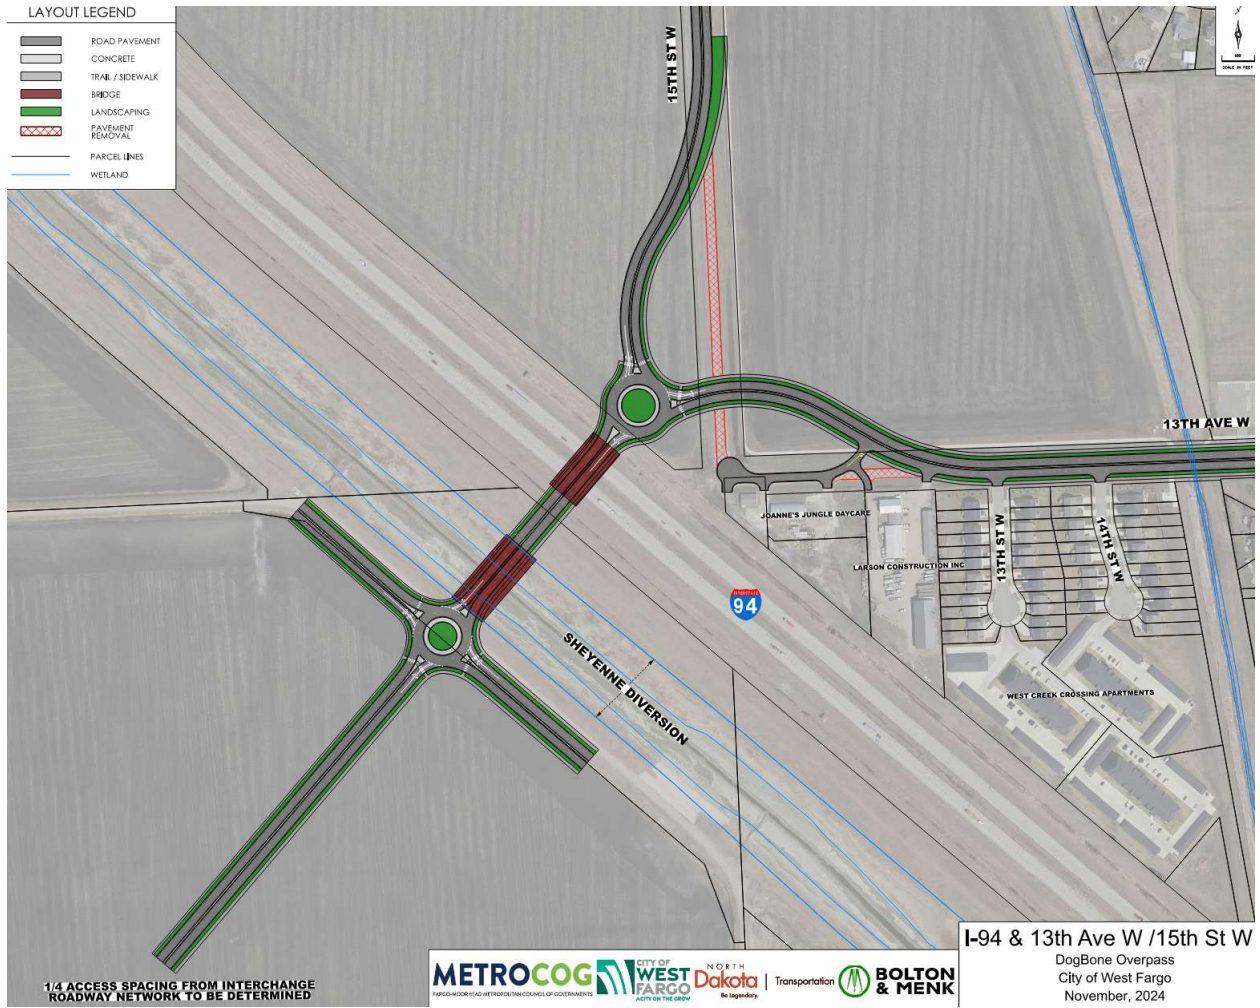 LAYOUT LEGEND
ROAD PAVEMENT
CONCRETE
TRAIL / SIDEWALK
BRIDGE
LANDSCAPING
PAVEMENT
REMOVAL
PARCEL LINES
WETLAND
15TH ST W
SCALE IN FEET
13TH AVE W
JOANNE'S JUNGLE DAYCARE
LARSON CONSTRUCTION INC
13TH ST W
14TH ST W
INTERSTATE
94
SHEYENNE DIVERSION
WEST CREEK CROSSING APARTMENTS
1/4 ACCESS SPACING FROM INTERCHANGE
ROADWAY NETWORK TO BE DETERMINED
METROCOG
FARGO-MOORHEAD METROPOLITAN COUNCIL OF GOVERNMENTS
CITY OF
WEST
FARGO
A CITY ON THE GROW
NORTH
Dakota
Be Legendary.
Transportation
BOLTON
& MENK
I-94 & 13th Ave W /15th St W
DogBone Overpass
City of West Fargo
November, 2024